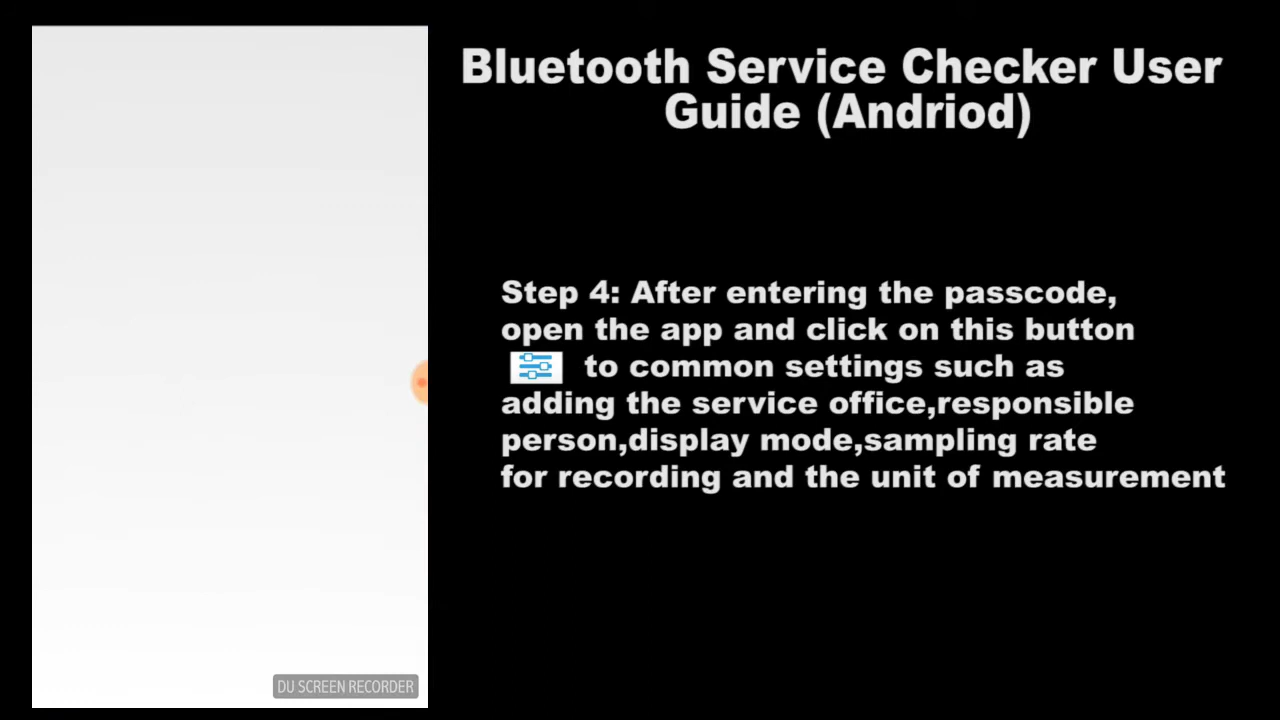 Bluetooth Service Checker User
Guide (Andriod)
Step 4: After entering the passcode,
open the app and click on this button
to common settings such as
adding the service office,responsible
person,display mode,sampling rate
for recording and the unit of measurement
DU SCREEN RECORDER